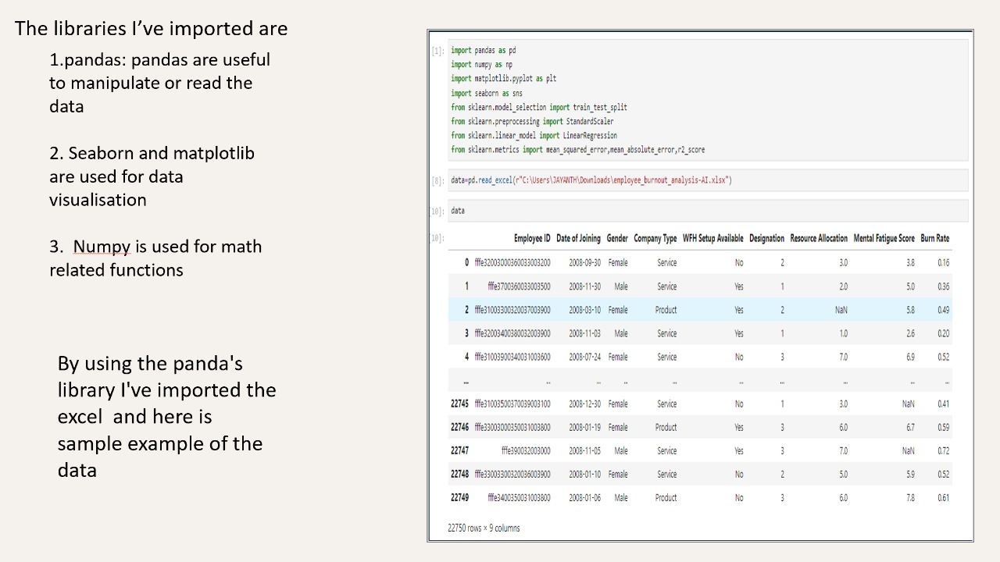 The libraries I’ve imported are
1.pandas: pandas are useful
to manipulate or read the
data
2. Seaborn and matplotlib
are used for data
visualisation
3. Numpy is used for math
related functions
By using the panda's
library I've imported the
excel and here is
sample example of the
data
[1]: import pandas as pd
import numpy as np
import matplotlib.pyplot as plt
import seaborn as sns
from sklearn.model_selection import train_test_split
from sklearn.preprocessing import StandardScaler
from sklearn.linear_model import LinearRegression
from sklearn.metrics import mean_squared_error,mean_absolute_error,r2_score
[8]: data=pd.read_excel(r"C:\Users\JAYANTH\Downloads\employee_burnout_analysis-AI.xlsx")
[10]: data
[10]: Employee ID Date of Joining Gender Company Type WFH Setup Available Designation Resource Allocation Mental Fatigue Score Burn Rate
0 fffe32003000360033003200 2008-09-30 Female Service No 2 3.0 3.8 0.16
1 fffe3700360033003500 2008-11-30 Male Service Yes 1 2.0 5.0 0.36
2 fffe31003300320037003900 2008-03-10 Female Product Yes 2 NaN 5.8 0.49
3 fffe32003400380032003900 2008-11-03 Male Service Yes 1 1.0 2.6 0.20
4 fffe31003900340031003600 2008-07-24 Female Service No 3 7.0 6.9 0.52
... ... ... ... ... ... ... ... ... ...
22745 fffe31003500370039003100 2008-12-30 Female Service No 1 3.0 NaN 0.41
22746 fffe33003000350031003800 2008-01-19 Female Product Yes 3 6.0 6.7 0.59
22747 fffe390032003000 2008-11-05 Male Service Yes 3 7.0 NaN 0.72
22748 fffe33003300320036003900 2008-01-10 Female Service No 2 5.0 5.9 0.52
22749 fffe3400350031003800 2008-01-06 Male Product No 3 6.0 7.8 0.61
22750 rows × 9 columns